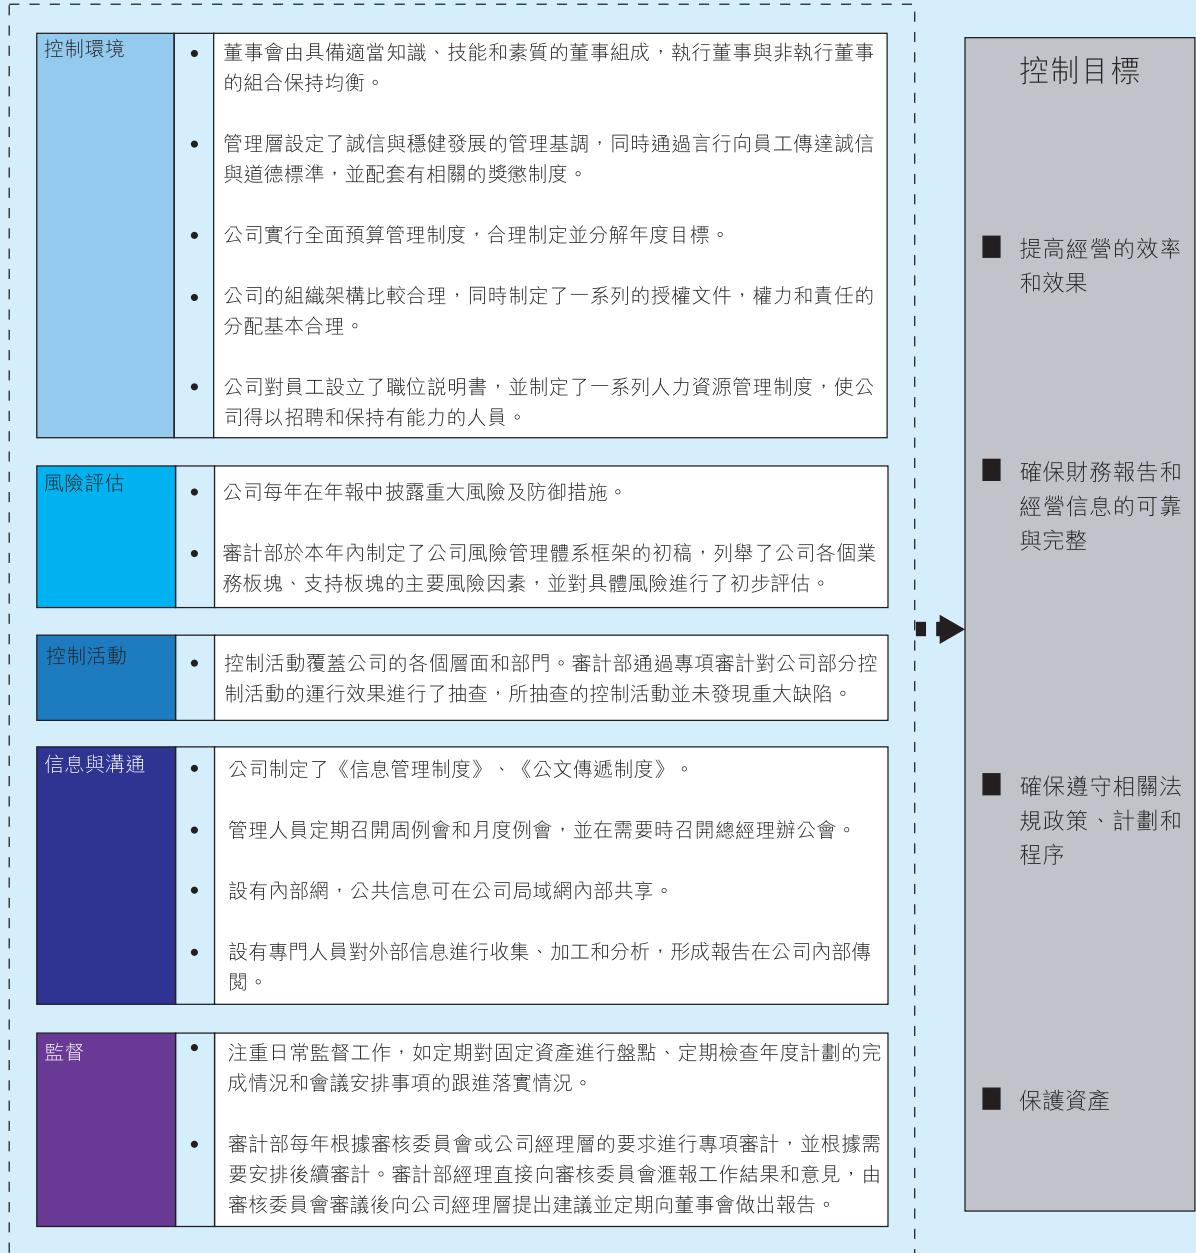 控制環境
• 董事會由具備適當知識、技能和素質的董事組成，執行董事與非執行董事
的組合保持均衡。
• 管理層設定了誠信與穩健發展的管理基調，同時通過言行向員工傳達誠信
與道德標準，並配套有相關的獎懲制度。
• 公司實行全面預算管理制度，合理制定並分解年度目標。
• 公司的組織架構比較合理，同時制定了一系列的授權文件，權力和責任的
分配基本合理。
• 公司對員工設立了職位説明書，並制定了一系列人力資源管理制度，使公
司得以招聘和保持有能力的人員。
風險評估
• 公司每年在年報中披露重大風險及防御措施。
• 審計部於本年內制定了公司風險管理體系框架的初稿，列舉了公司各個業
務板塊、支持板塊的主要風險因素，並對具體風險進行了初步評估。
控制活動
• 控制活動覆蓋公司的各個層面和部門。審計部通過專項審計對公司部分控
制活動的運行效果進行了抽查，所抽查的控制活動並未發現重大缺陷。
信息與溝通
• 公司制定了《信息管理制度》、《公文傳遞制度》。
• 管理人員定期召開周例會和月度例會，並在需要時召開總經理辦公會。
• 設有內部網，公共信息可在公司局域網內部共享。
• 設有專門人員對外部信息進行收集、加工和分析，形成報告在公司內部傳
閱。
監督
• 注重日常監督工作，如定期對固定資產進行盤點、定期檢查年度計劃的完
成情況和會議安排事項的跟進落實情況。
• 審計部每年根據審核委員會或公司經理層的要求進行專項審計，並根據需
要安排後續審計。審計部經理直接向審核委員會滙報工作結果和意見，由
審核委員會審議後向公司經理層提出建議並定期向董事會做出報告。
控制目標
■ 提高經營的效率
和效果
■ 確保財務報告和
經營信息的可靠
與完整
■ 確保遵守相關法
規政策、計劃和
程序
■ 保護資產